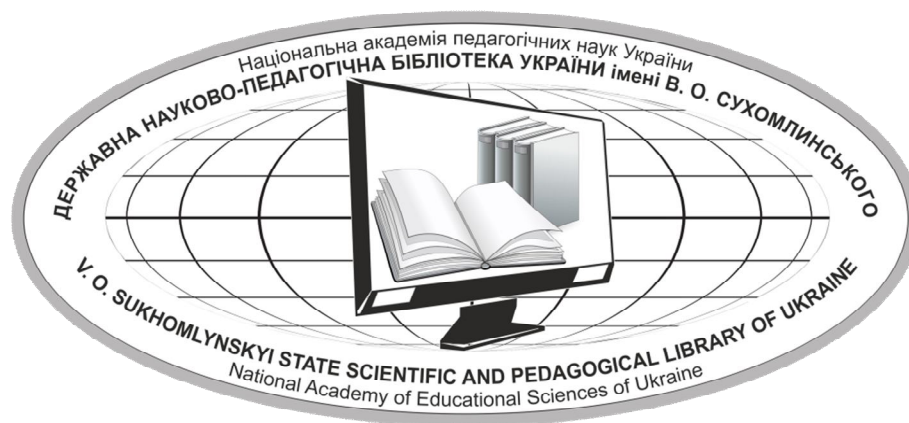 Національна академія педагогічних наук України
ДЕРЖАВНА НАУКОВО-ПЕДАГОГІЧНА БІБЛІОТЕКА УКРАЇНИ імені В. О. СУХОМЛИНСЬКОГО
V. O. SUKHOMLYNSKYI STATE SCIENTIFIC AND PEDAGOGICAL LIBRARY OF UKRAINE
National Academy of Educational Sciences of Ukraine